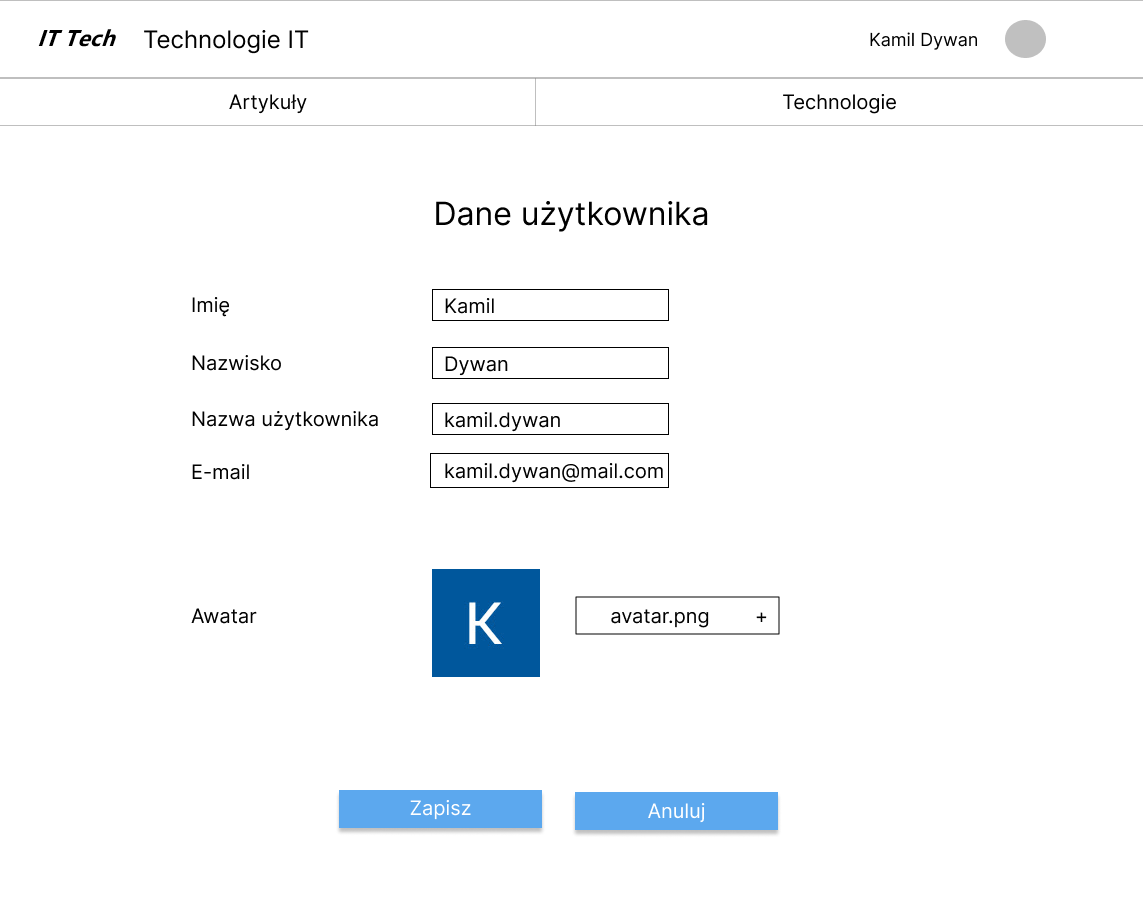 IT Tech Technologie IT Kamil Dywan
Artykuły Technologie
Dane użytkownika
Imię Kamil
Nazwisko Dywan
Nazwa użytkownika kamil.dywan
E-mail kamil.dywan@mail.com
Awatar K avatar.png +
Zapisz Anuluj